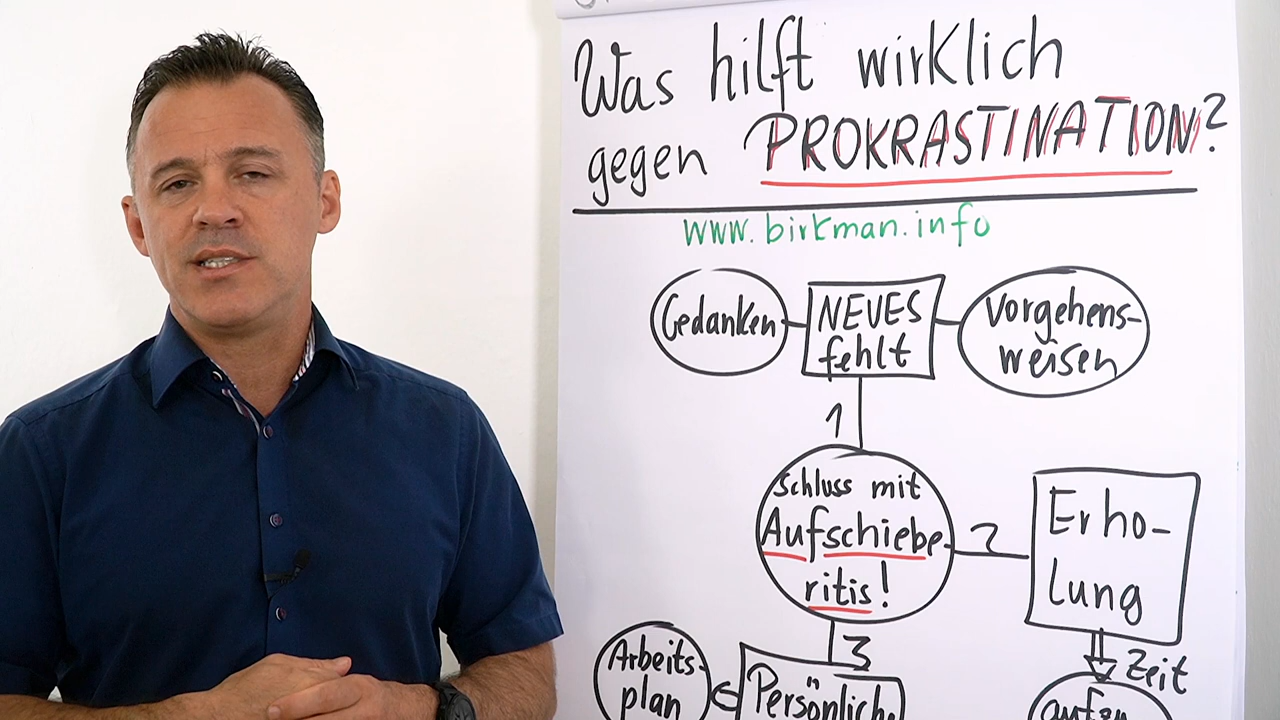 Was hilft wirklich
gegen PROKRASTINATION?
www.birkman.info
Gedanken
NEUES
fehlt
Vorgehens-
weisen
1
Schluss mit
Aufschiebe-
ritis!
2
Erho-
lung
3
Zeit
Arbeits-
plan
Persönliche